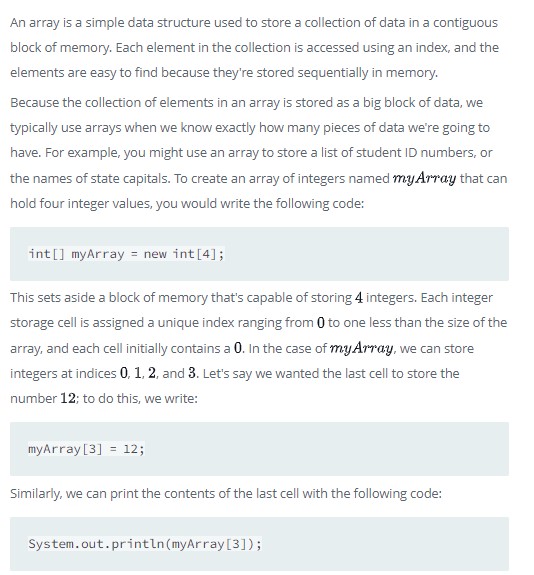 An array is a simple data structure used to store a collection of data in a contiguous
block of memory. Each element in the collection is accessed using an index, and the
elements are easy to find because they're stored sequentially in memory.
Because the collection of elements in an array is stored as a big block of data, we
typically use arrays when we know exactly how many pieces of data we're going to
have. For example, you might use an array to store a list of student ID numbers, or
the names of state capitals. To create an array of integers named myArray that can
hold four integer values, you would write the following code:
int[] myArray = new int[4];
This sets aside a block of memory that's capable of storing 4 integers. Each integer
storage cell is assigned a unique index ranging from 0 to one less than the size of the
array, and each cell initially contains a 0. In the case of myArray, we can store
integers at indices 0, 1, 2, and 3. Let's say we wanted the last cell to store the
number 12; to do this, we write:
myArray[3] = 12;
Similarly, we can print the contents of the last cell with the following code:
System.out.println(myArray[3]);